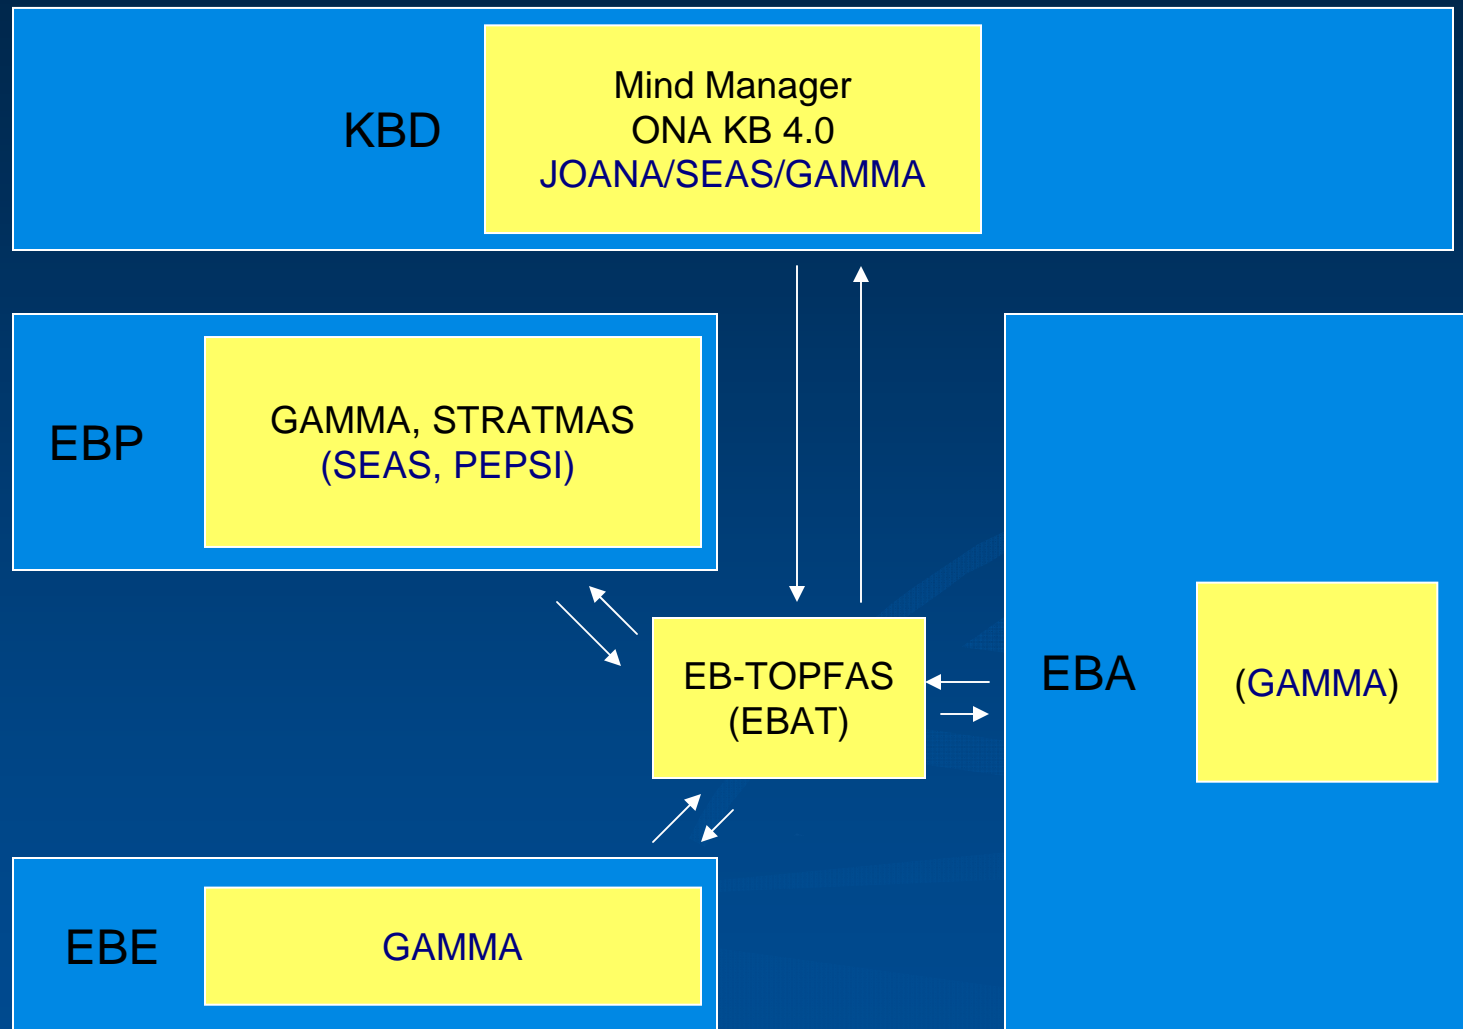 KBD
Mind Manager
ONA KB 4.0
JOANA/SEAS/GAMMA
EBP
GAMMA, STRATMAS
(SEAS, PEPSI)
EB-TOPFAS
(EBAT)
EBA
(GAMMA)
EBE
GAMMA